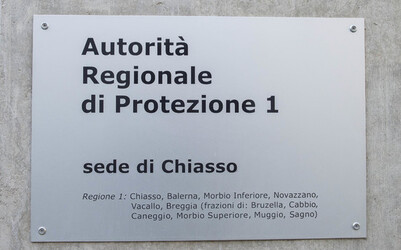 Autorità
Regionale
di Protezione 1
sede di Chiasso
Regione 1: Chiasso, Balerna, Morbio Inferiore, Novazzano,
Vacallo, Breggia (frazioni di: Bruzella, Cabbio,
Caneggio, Morbio Superiore, Muggio, Sagno)